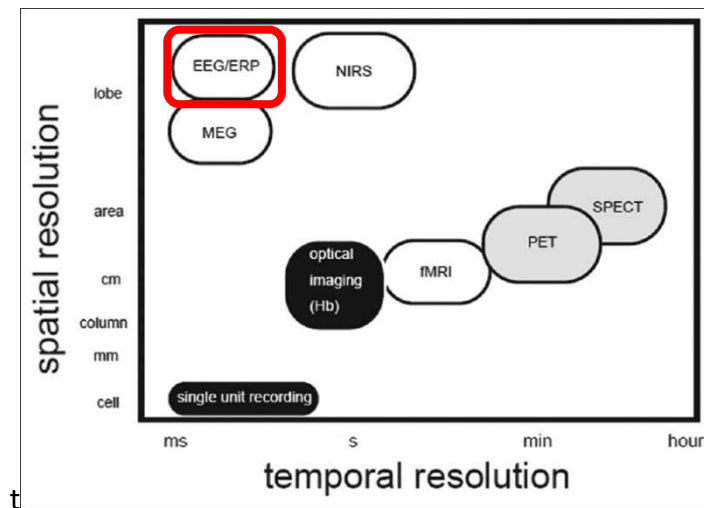 EEG/ERP
NIRS
lobe
MEG
spatial resolution
area
SPECT
PET
optical
imaging
(Hb)
fMRI
cm
column
mm
cell
single unit recording
ms
s
min
hour
temporal resolution
t